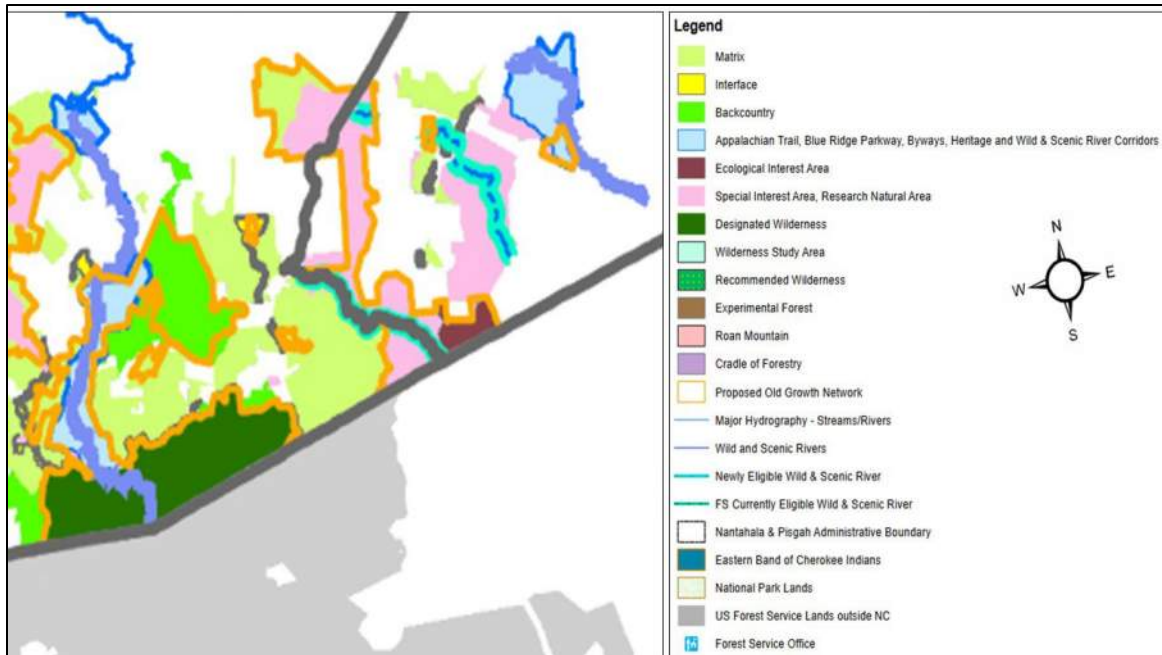 Legend
Matrix
Interface
Backcountry
Appalachian Trail, Blue Ridge Parkway, Byways, Heritage and Wild & Scenic River Corridors
Ecological Interest Area
Special Interest Area, Research Natural Area
Designated Wilderness
Wilderness Study Area
Recommended Wilderness
Experimental Forest
Roan Mountain
Cradle of Forestry
Proposed Old Growth Network
Major Hydrography - Streams/Rivers
Wild and Scenic Rivers
Newly Eligible Wild & Scenic River
FS Currently Eligible Wild & Scenic River
Nantahala & Pisgah Administrative Boundary
Eastern Band of Cherokee Indians
National Park Lands
US Forest Service Lands outside NC
Forest Service Office
N
W
E
S